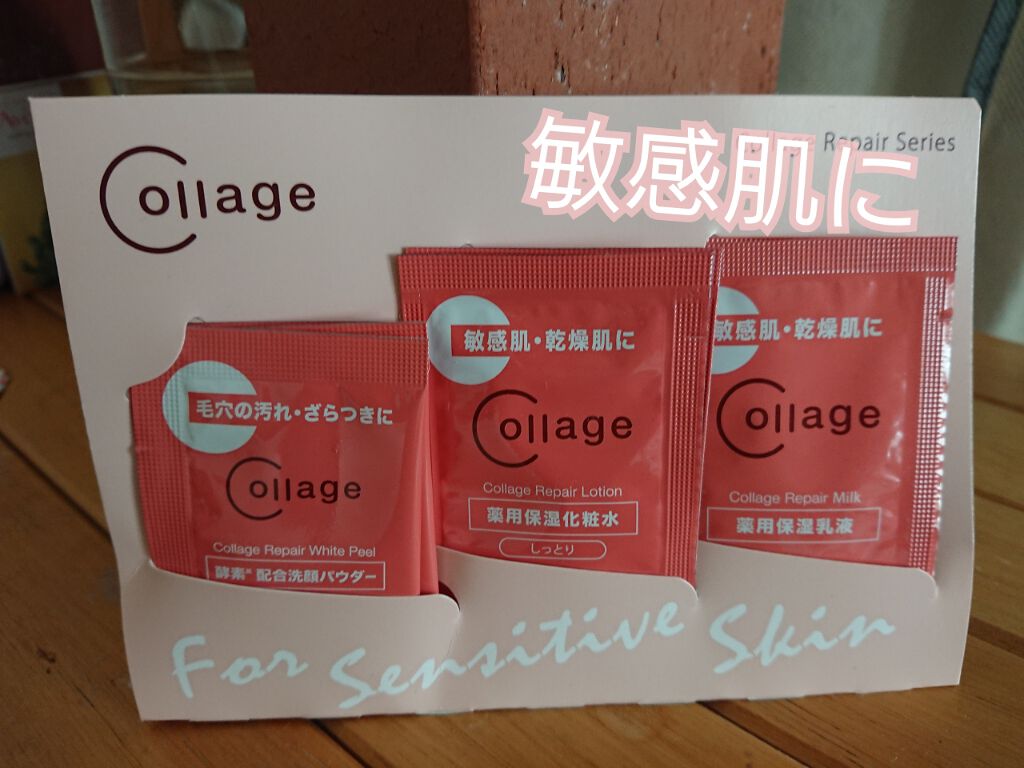 Collage
Repair Series
敏感肌に
毛穴の汚れ・ざらつきに
Collage
Collage Repair White Peel
酵素※配合洗顔パウダー
敏感肌・乾燥肌に
Collage
Collage Repair Lotion
薬用保湿化粧水
しっとり
敏感肌・乾燥肌に
Collage
Collage Repair Milk
薬用保湿乳液
For Sensitive Skin